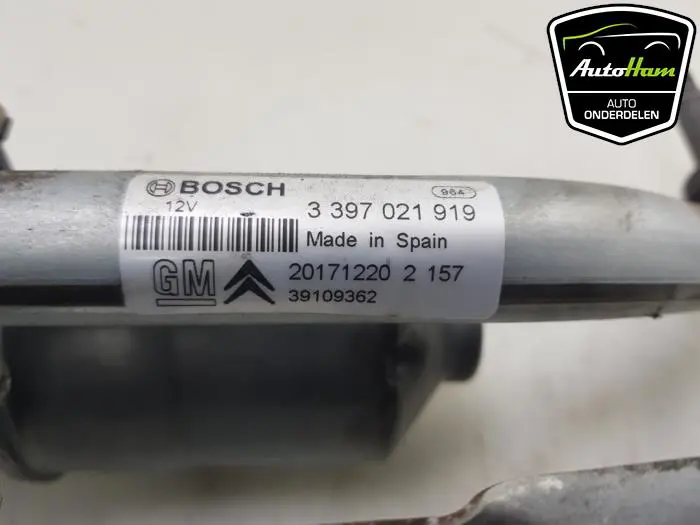 AutoHam
AUTO
ONDERDELEN
BOSCH
964
12V
3 397 021 919
Made in Spain
GM
20171220 2 157
39109362